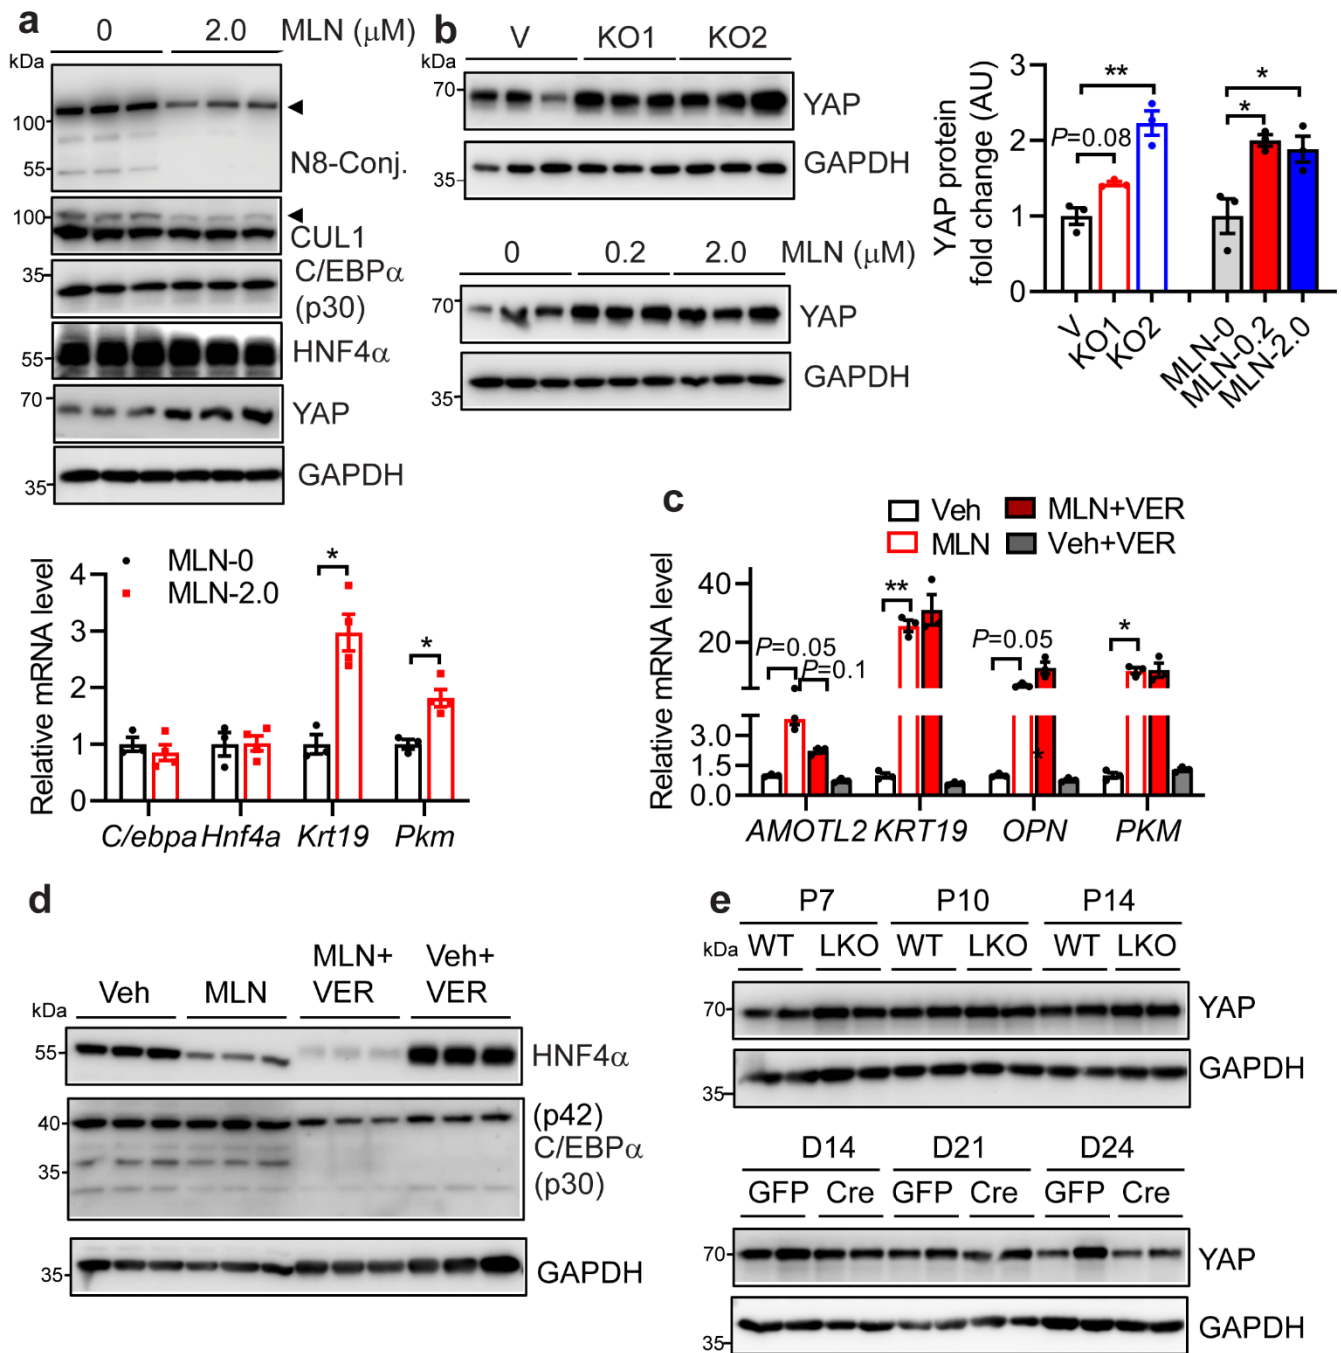 a
0 2.0 MLN (μM)
kDa
100
55
N8-Conj.
100
CUL1
35
C/EBPα
(p30)
55
HNF4α
70
YAP
35
GAPDH
Relative mRNA level
4
3
2
1
0
MLN-0
MLN-2.0
*
*
C/ebpa Hnf4a Krt19 Pkm
b
V KO1 KO2
kDa
70
YAP
35
GAPDH
0 0.2 2.0 MLN (μM)
70
YAP
35
GAPDH
YAP protein
fold change (AU)
3
2
1
0
**
P=0.08
*
*
V
KO1
KO2
MLN-0
MLN-0.2
MLN-2.0
c
Veh MLN+VER
MLN Veh+VER
Relative mRNA level
40
20
3.0
1.5
0.0
P=0.05
P=0.1
**
P=0.05
*
*
AMOTL2 KRT19 OPN PKM
d
Veh MLN MLN+
VER Veh+
VER
kDa
55
HNF4α
40
35
(p42)
C/EBPα
(p30)
35
GAPDH
e
P7 P10 P14
kDa WT LKO WT LKO WT LKO
70
YAP
35
GAPDH
D14 D21 D24
GFP Cre GFP Cre GFP Cre
70
YAP
35
GAPDH